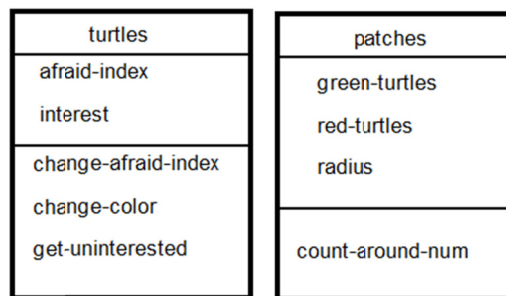 turtles
afraid-index
interest
change-afraid-index
change-color
get-uninterested
patches
green-turtles
red-turtles
radius
count-around-num